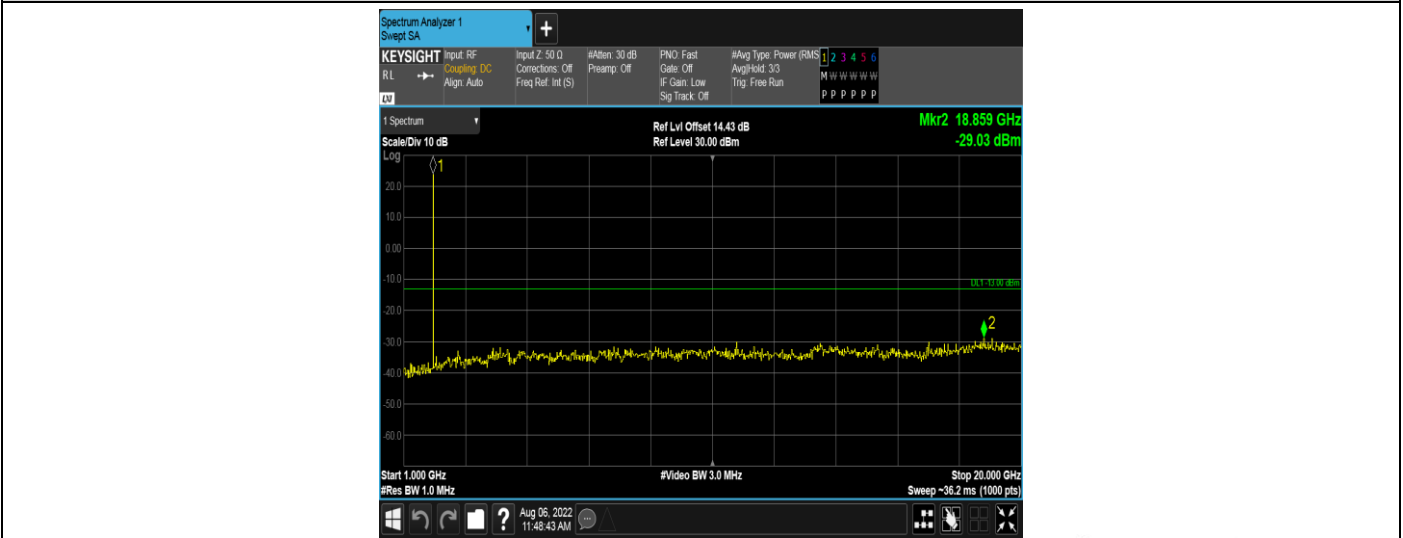 Spectrum Analyzer 1
Swept SA
+
KEYSIGHT Input: RF Input Z: 50 Ω #Atten: 30 dB PNO: Fast #Avg Type: Power (RMS 1 2 3 4 5 6
RL Coupling: DC Corrections: Off Preamp: Off Gate: Off Avg|Hold: 3/3 M W W W W W
Align: Auto Freq Ref: Int (S) IF Gain: Low Trig: Free Run
LXI Sig Track: Off P P P P P P
1 Spectrum Ref Lvl Offset 14.43 dB Mkr2 18.859 GHz
Scale/Div 10 dB Ref Level 30.00 dBm -29.03 dBm
Log
1
20.0
10.0
0.00
-10.0
DL1 -13.00 dBm
-20.0
2
-30.0
-40.0
-50.0
-60.0
Start 1.000 GHz #Video BW 3.0 MHz Stop 20.000 GHz
#Res BW 1.0 MHz Sweep ~36.2 ms (1000 pts)
? Aug 06, 2022
11:48:43 AM